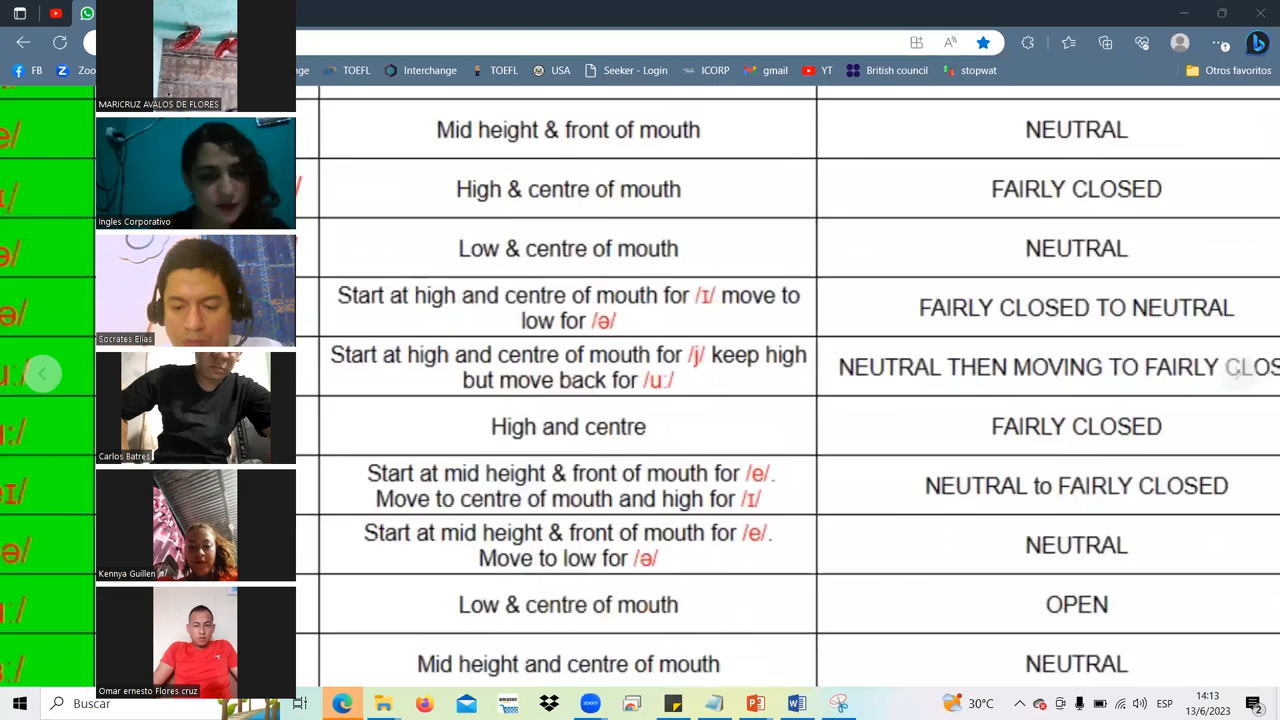 FB
Zoo
nge
TOEFL
Interchange
TOEFL
USA
Seeker - Login
ICORP
gmail
YT
British council
stopwat
Otros favoritos
MARICRUZ AVALOS DE FLORES
Ingles Corporativo
Socrates Elias
Carlos Batres
Kennya Guillen
Omar ernesto Flores cruz
e/ Mid height & front of mouth NEUTRAL
ɪ/ / High & centre of mouth FAIRLY CLOSED
ə/ / Low & centre of mouth NEUTRAL
Start at high and centre of mouth for /ɪ/ move to
ə/ low for /ə/ FAIRLY CLOSED TO NEUTRAL
Start at high and centre of mouth for /j/ keep high
uː/ but move back for /uː/ NEUTRAL THEN MOVING TO FAIRLY CLOS
ː/ High and centre FAIRLY CLOSED
Start at mid height & front of mouth for /e/.
eɪ/ Move to centre of mouth and high for /ɪ/ NEUTRAL to FAIRLY CLOSED
Start at mid height & front of mouth for /e/.
ə/ Move to low for /ə/ NEUTRAL
ː/ Low & centre of mouth OPEN
ː/ Mid height and centre of mouth NEUTRAL
Buscar
amazon
zoom
30°C
ESP
14:13
13/6/2023
2